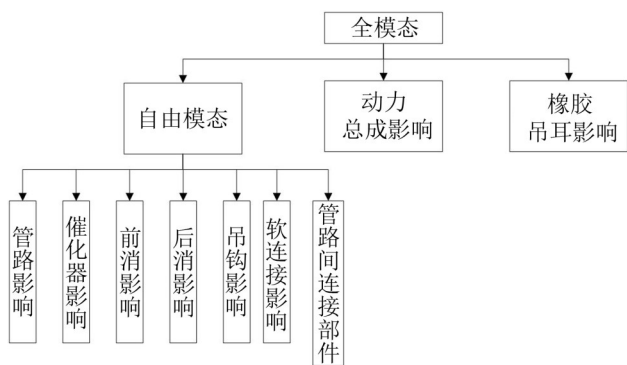 全模态
自由模态
动力
总成影响
橡胶
吊耳影响
管路影响
催化器影响
前消影响
后消影响
吊钩影响
软连接影响
管路间连接部件